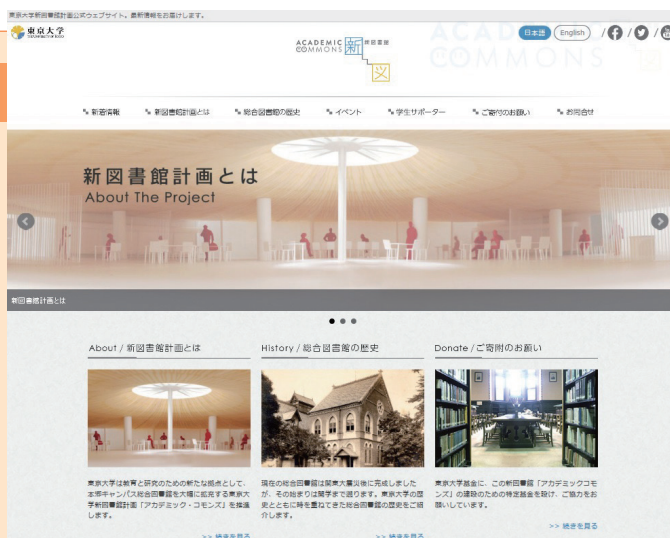 東京大学新図書館計画公式ウェブサイト。最新情報をお届けします。
東京大学
日本語 English / / /
ACADEMIC 新 新図書館
COMMONS
図
ACADEMIC
COMMONS
新着情報 新図書館計画とは 総合図書館の歴史 イベント 学生サポーター ご寄付のお願い お問合せ
新図書館計画とは
About The Project
新図書館計画とは
About / 新図書館計画とは
東京大学は教育と研究のための新たな拠点として、
本郷キャンパス総合図書館を大幅に拡充する東京大
学新図書館計画「アカデミック・コモンズ」を推進
します。
>> 続きを見る
History / 総合図書館の歴史
現在の総合図書館は関東大震災後に完成しました
が、その始まりは開学まで遡ります。東京大学の歴
史とともに時を重ねてきた総合図書館の歴史をご紹
介します。
>> 続きを見る
Donate / ご寄附のお願い
東京大学基金に、この新図書館「アカデミックコモ
ンズ」の建設のための特定基金を設け、ご協力をお
願いしています。
>> 続きを見る